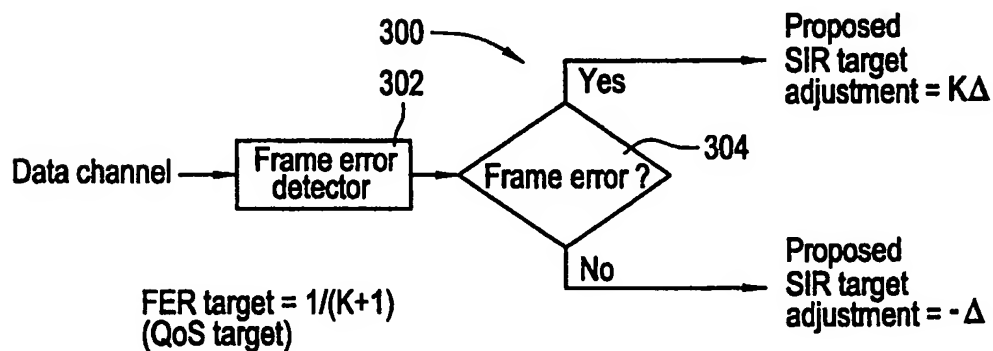 300
Proposed
SIR target
adjustment = KΔ
Yes
302
304
Data channel
Frame error
detector
Frame error ?
No
Proposed
SIR target
adjustment = -Δ
FER target = 1/(K+1)
(QoS target)